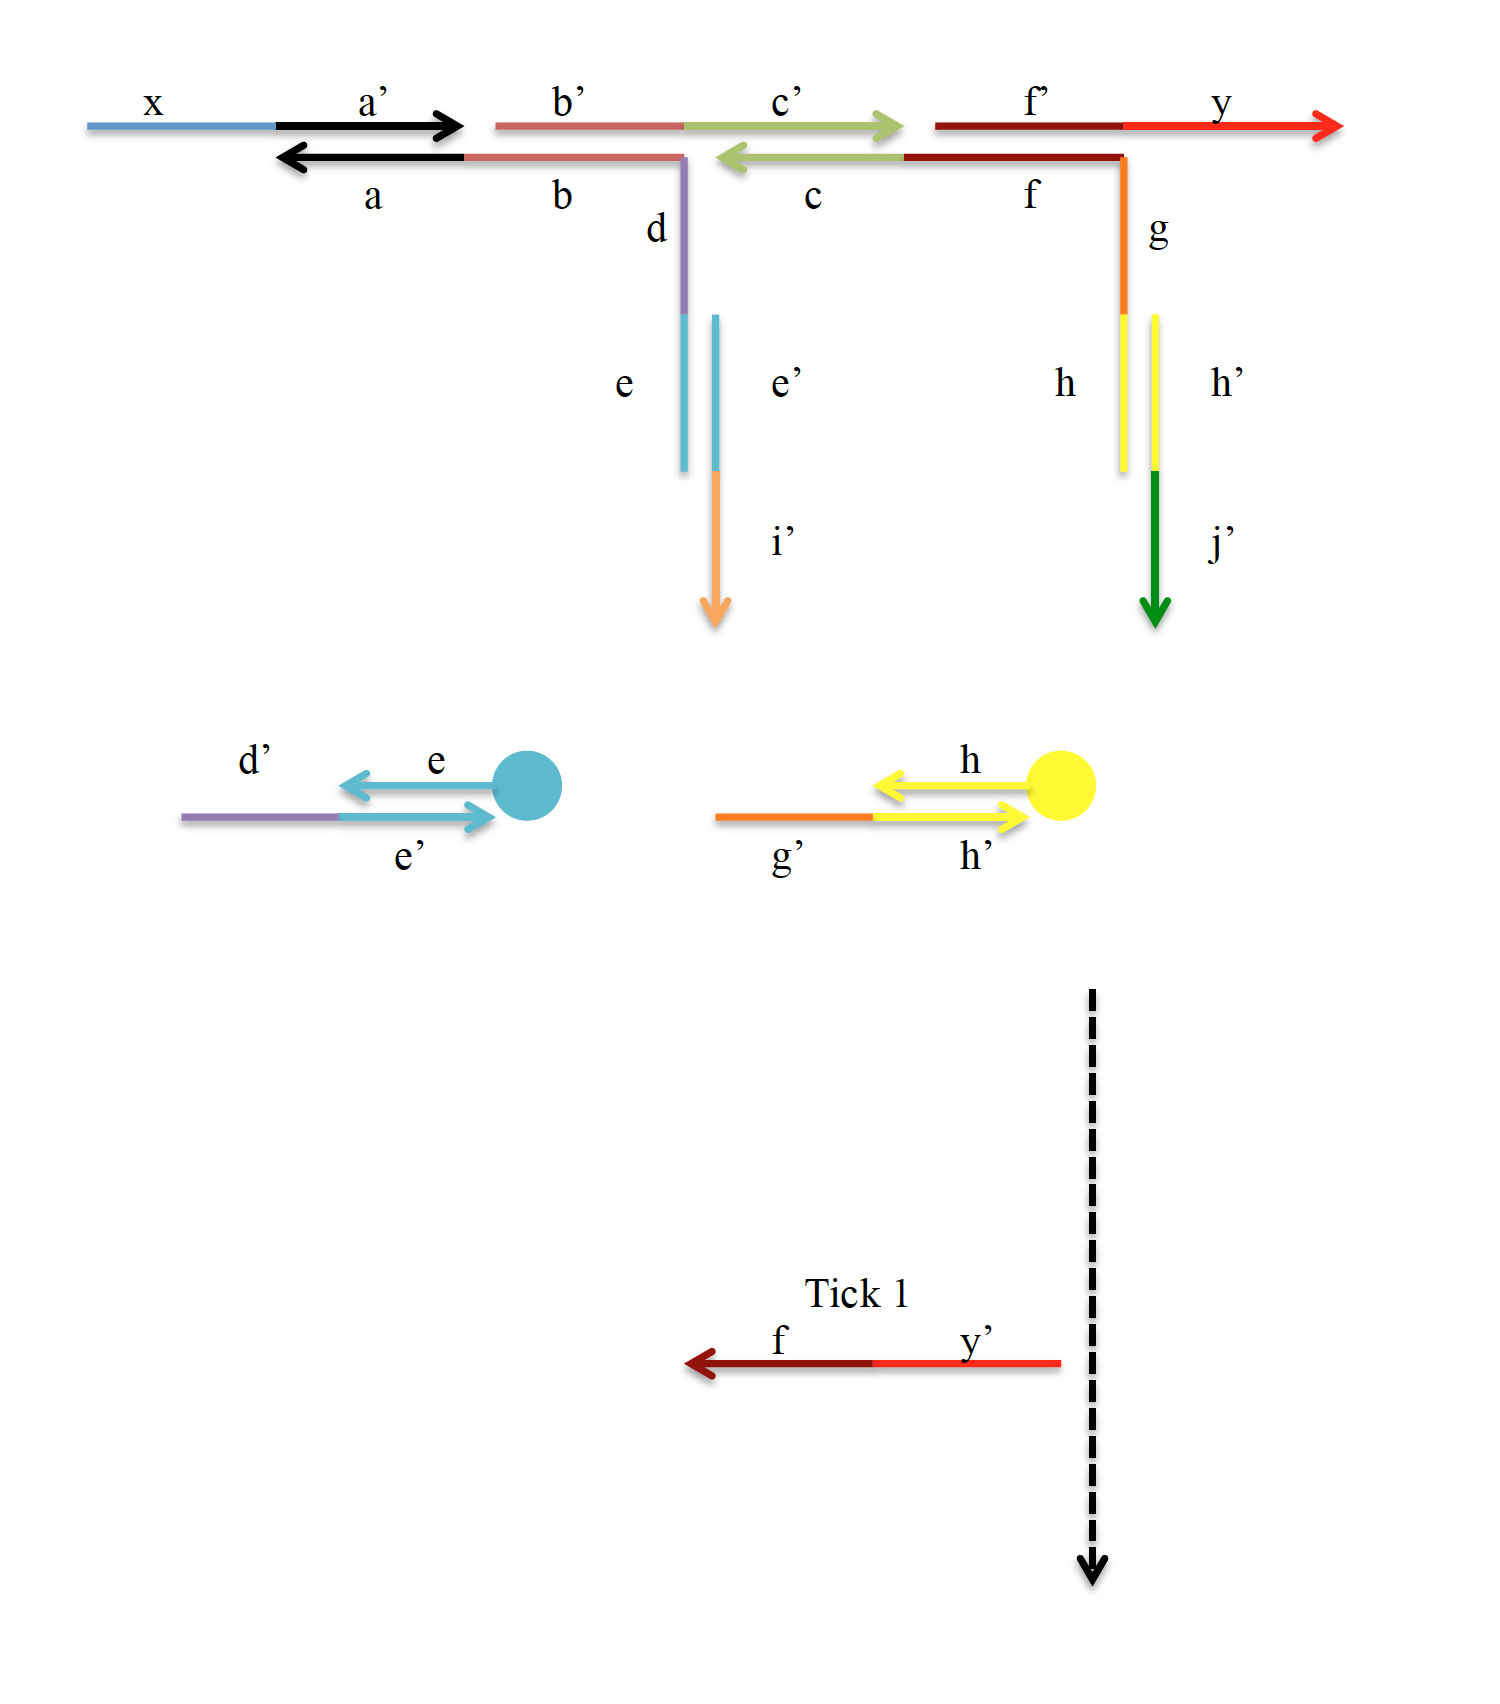 x a’ b’ c’ f’ y
a b c f
d g
e e’ h h’
i’ j’
d’ e h
e’ g’ h’
Tick 1
f y’